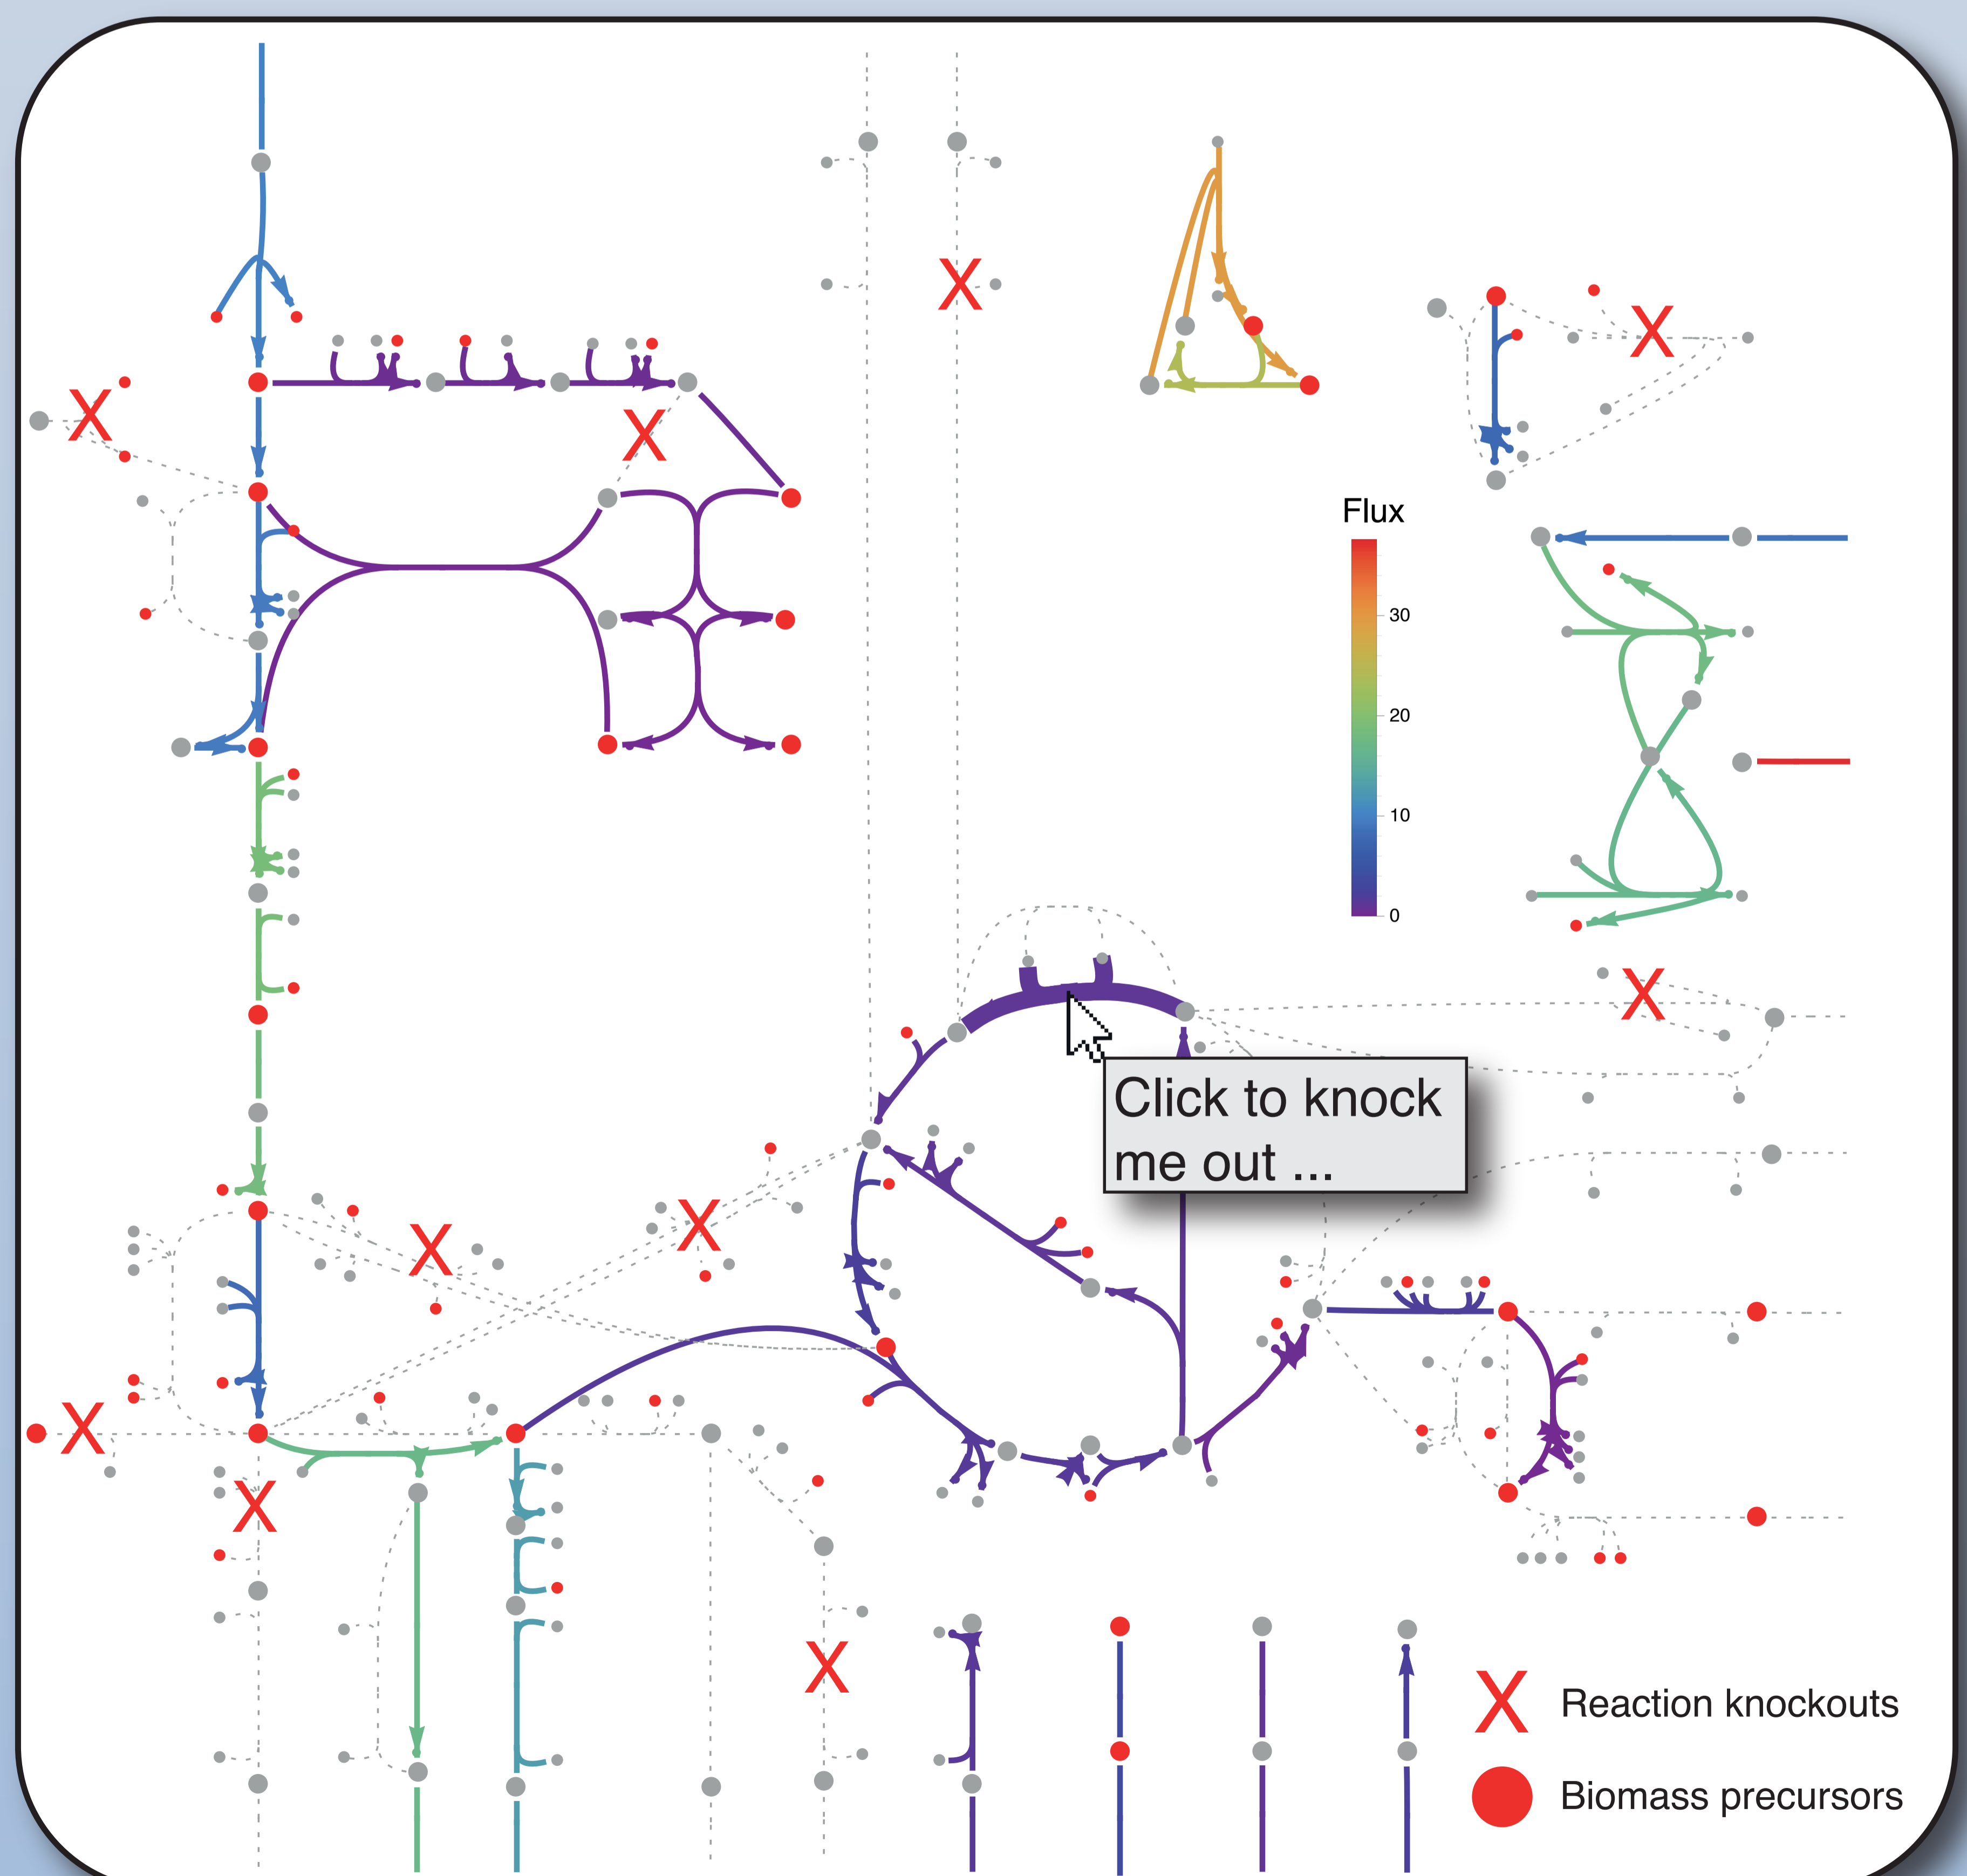 X
X
X
X
Flux
30
20
10
0
X
Click to knock
me out ...
X
X
X
X
X
X Reaction knockouts
Biomass precursors